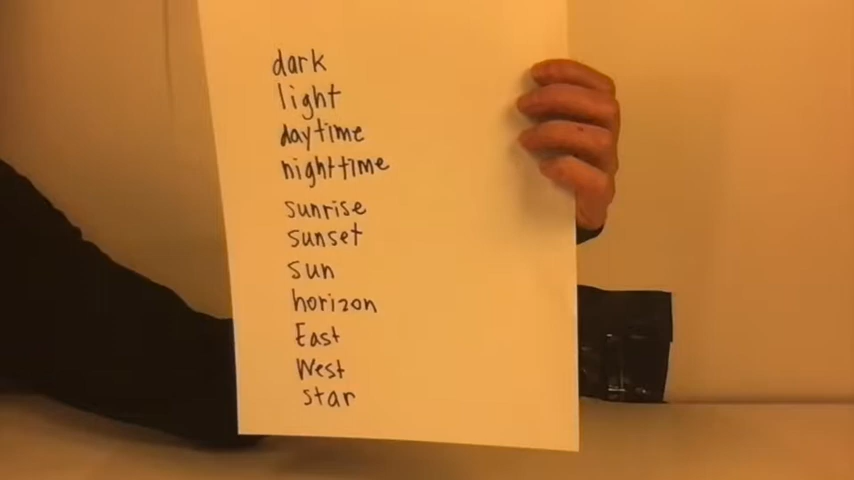 dark
light
daytime
nighttime
sunrise
sunset
sun
horizon
East
West
star